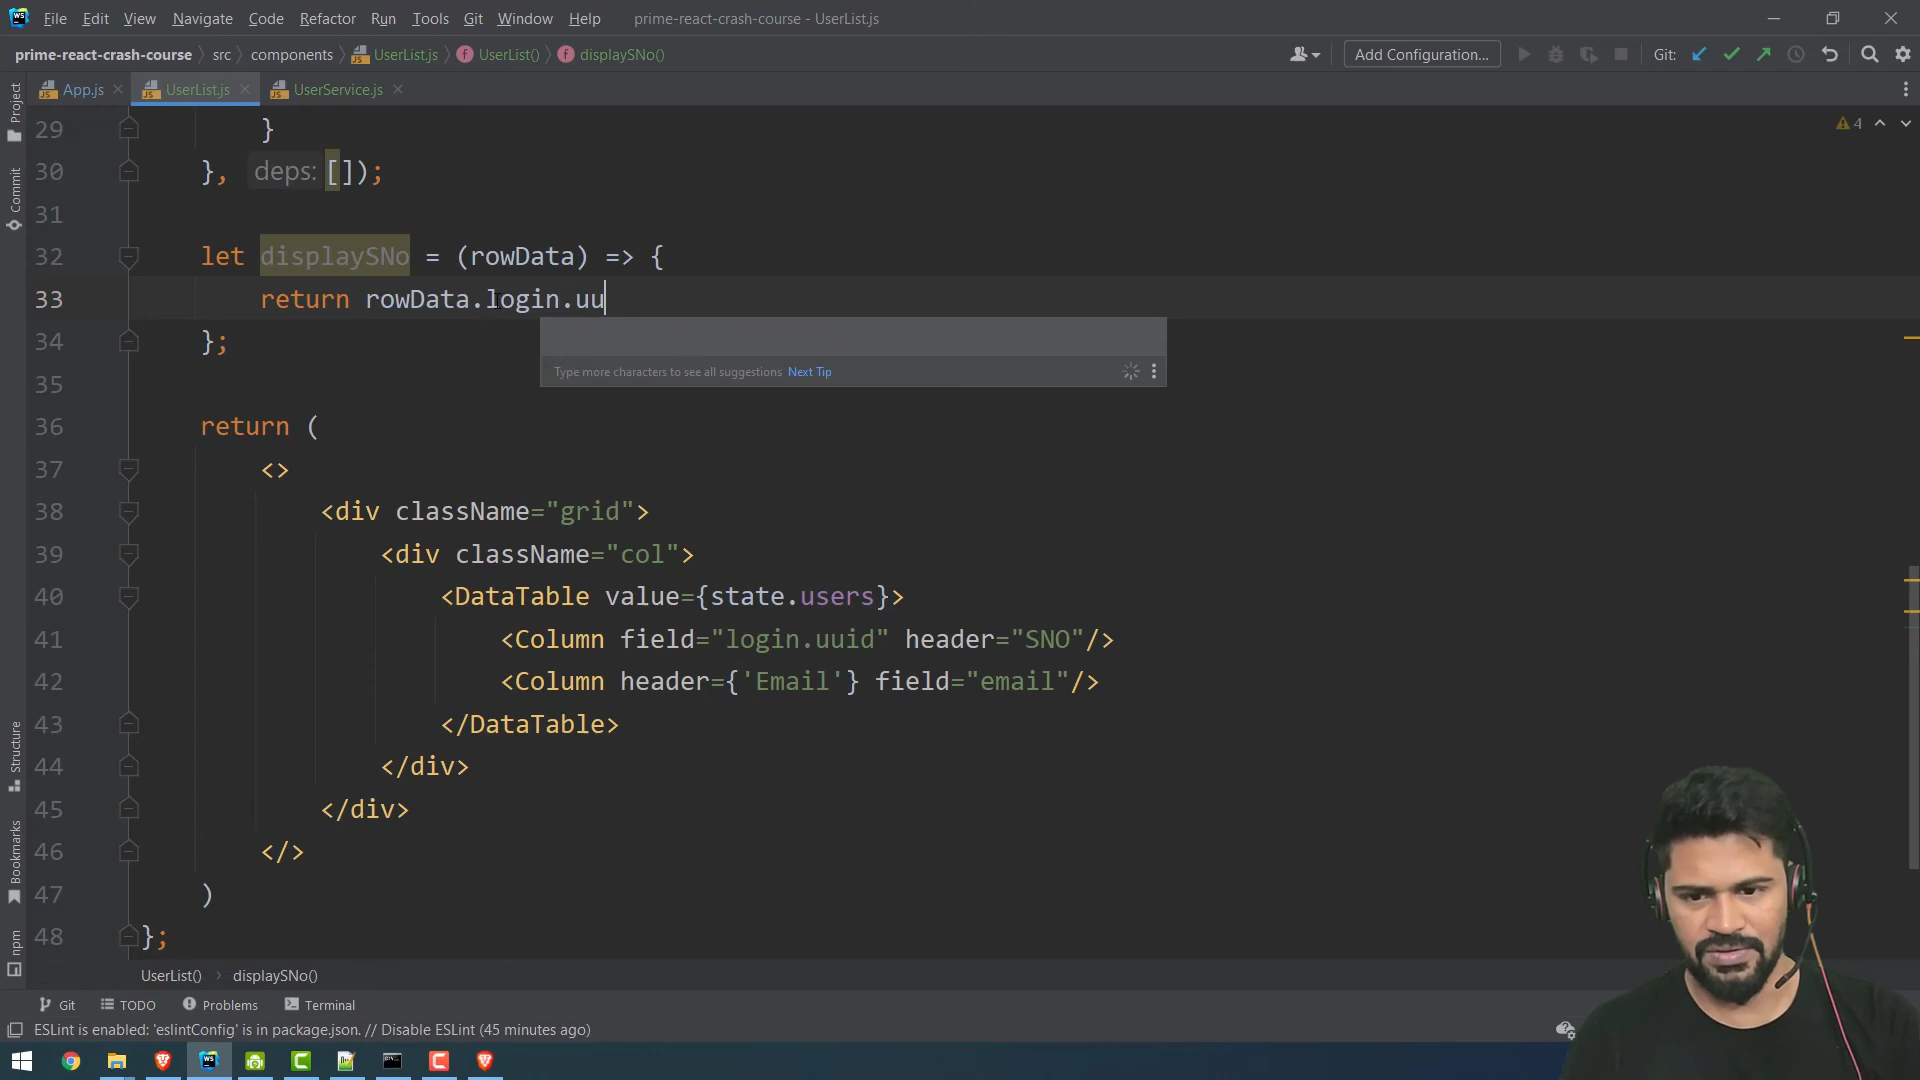 WS File Edit View Navigate Code Refactor Run Tools Git Window Help prime-react-crash-course - UserList.js
prime-react-crash-course src components UserList.js UserList() displaySNo() Add Configuration... Git:
App.js UserList.js UserService.js
Project
Commit
Structure
Bookmarks
npm
4
29 }
30 }, deps: []);
31
32 let displaySNo = (rowData) => {
33 return rowData.login.uu
Type more characters to see all suggestions Next Tip
34 };
35
36 return (
37 <>
38 <div className="grid">
39 <div className="col">
40 <DataTable value={state.users}>
41 <Column field="login.uuid" header="SNO"/>
42 <Column header={'Email'} field="email"/>
43 </DataTable>
44 </div>
45 </div>
46 </>
47 )
48 };
UserList() displaySNo()
Git TODO Problems Terminal
ESLint is enabled: 'eslintConfig' is in package.json. // Disable ESLint (45 minutes ago)
WS